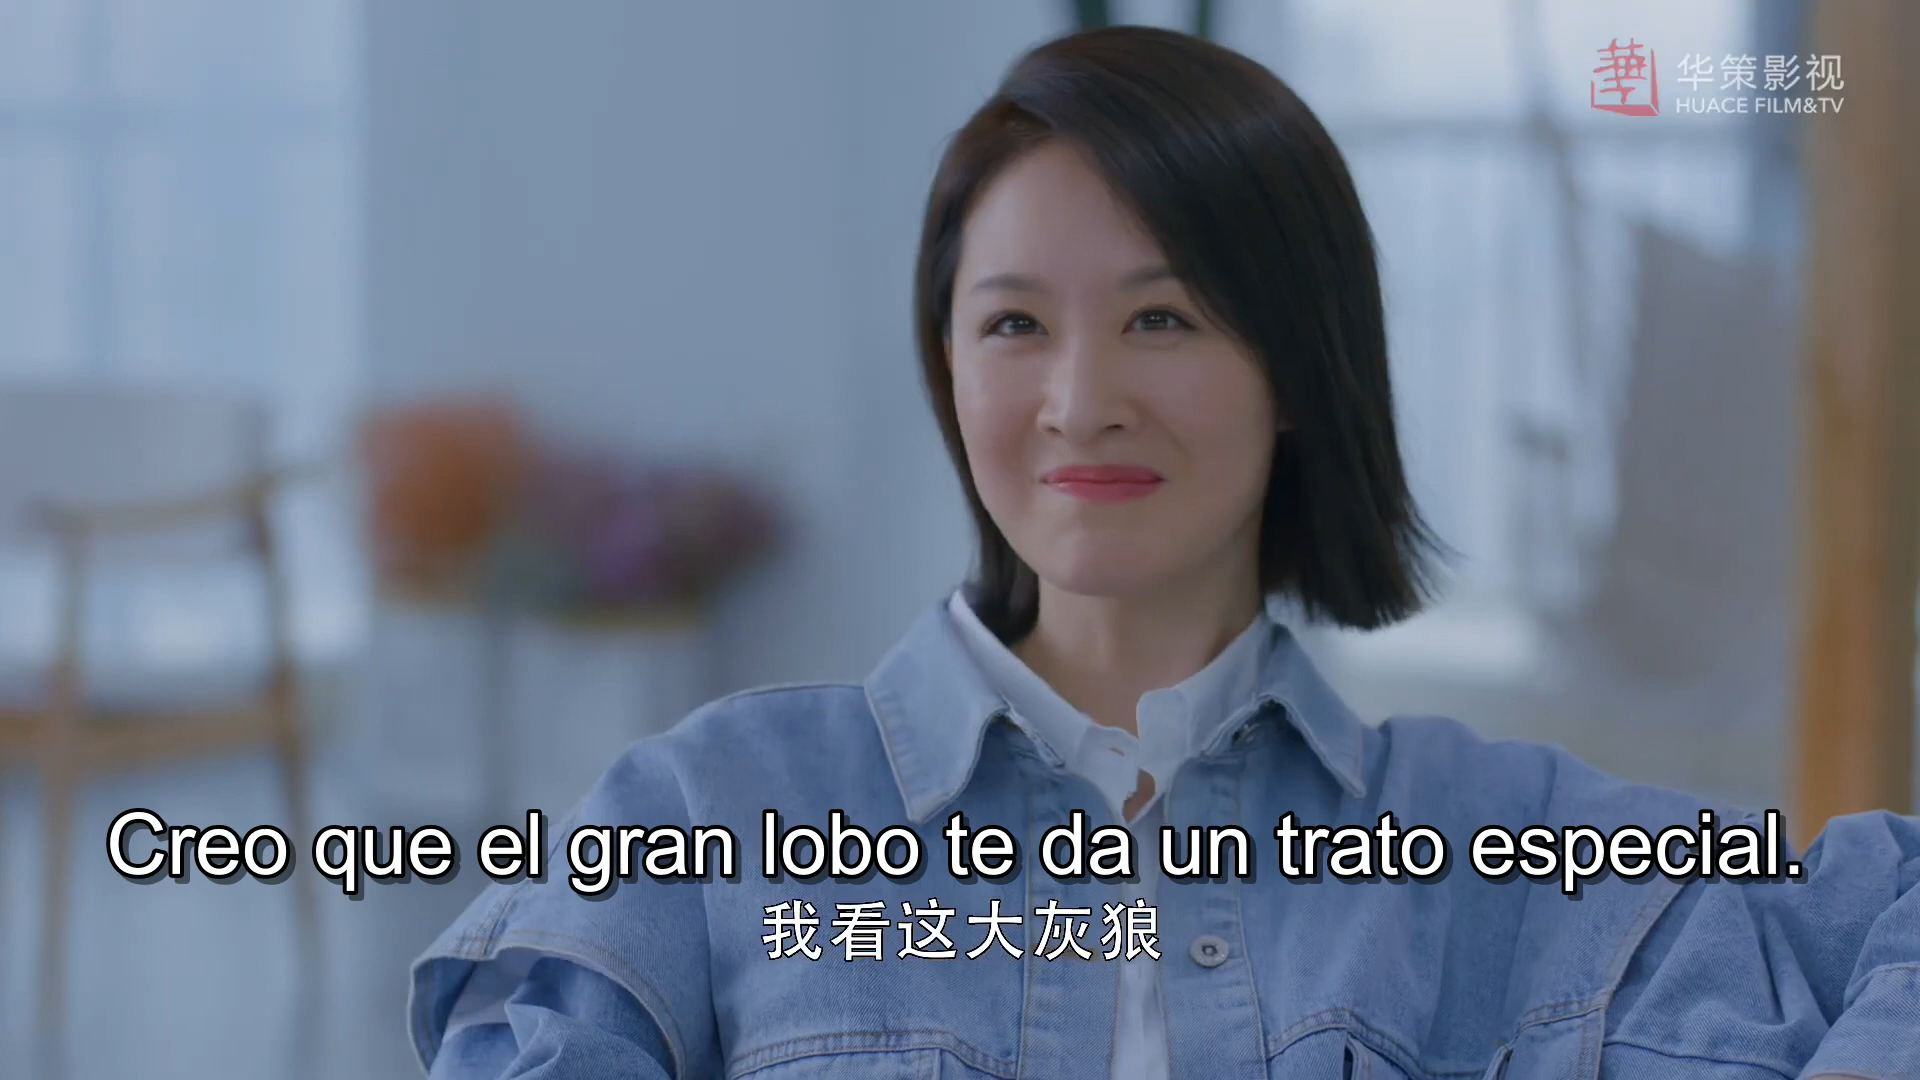 華 华策影视
HUACE FILM&TV
Creo que el gran lobo te da un trato especial.
我看这大灰狼